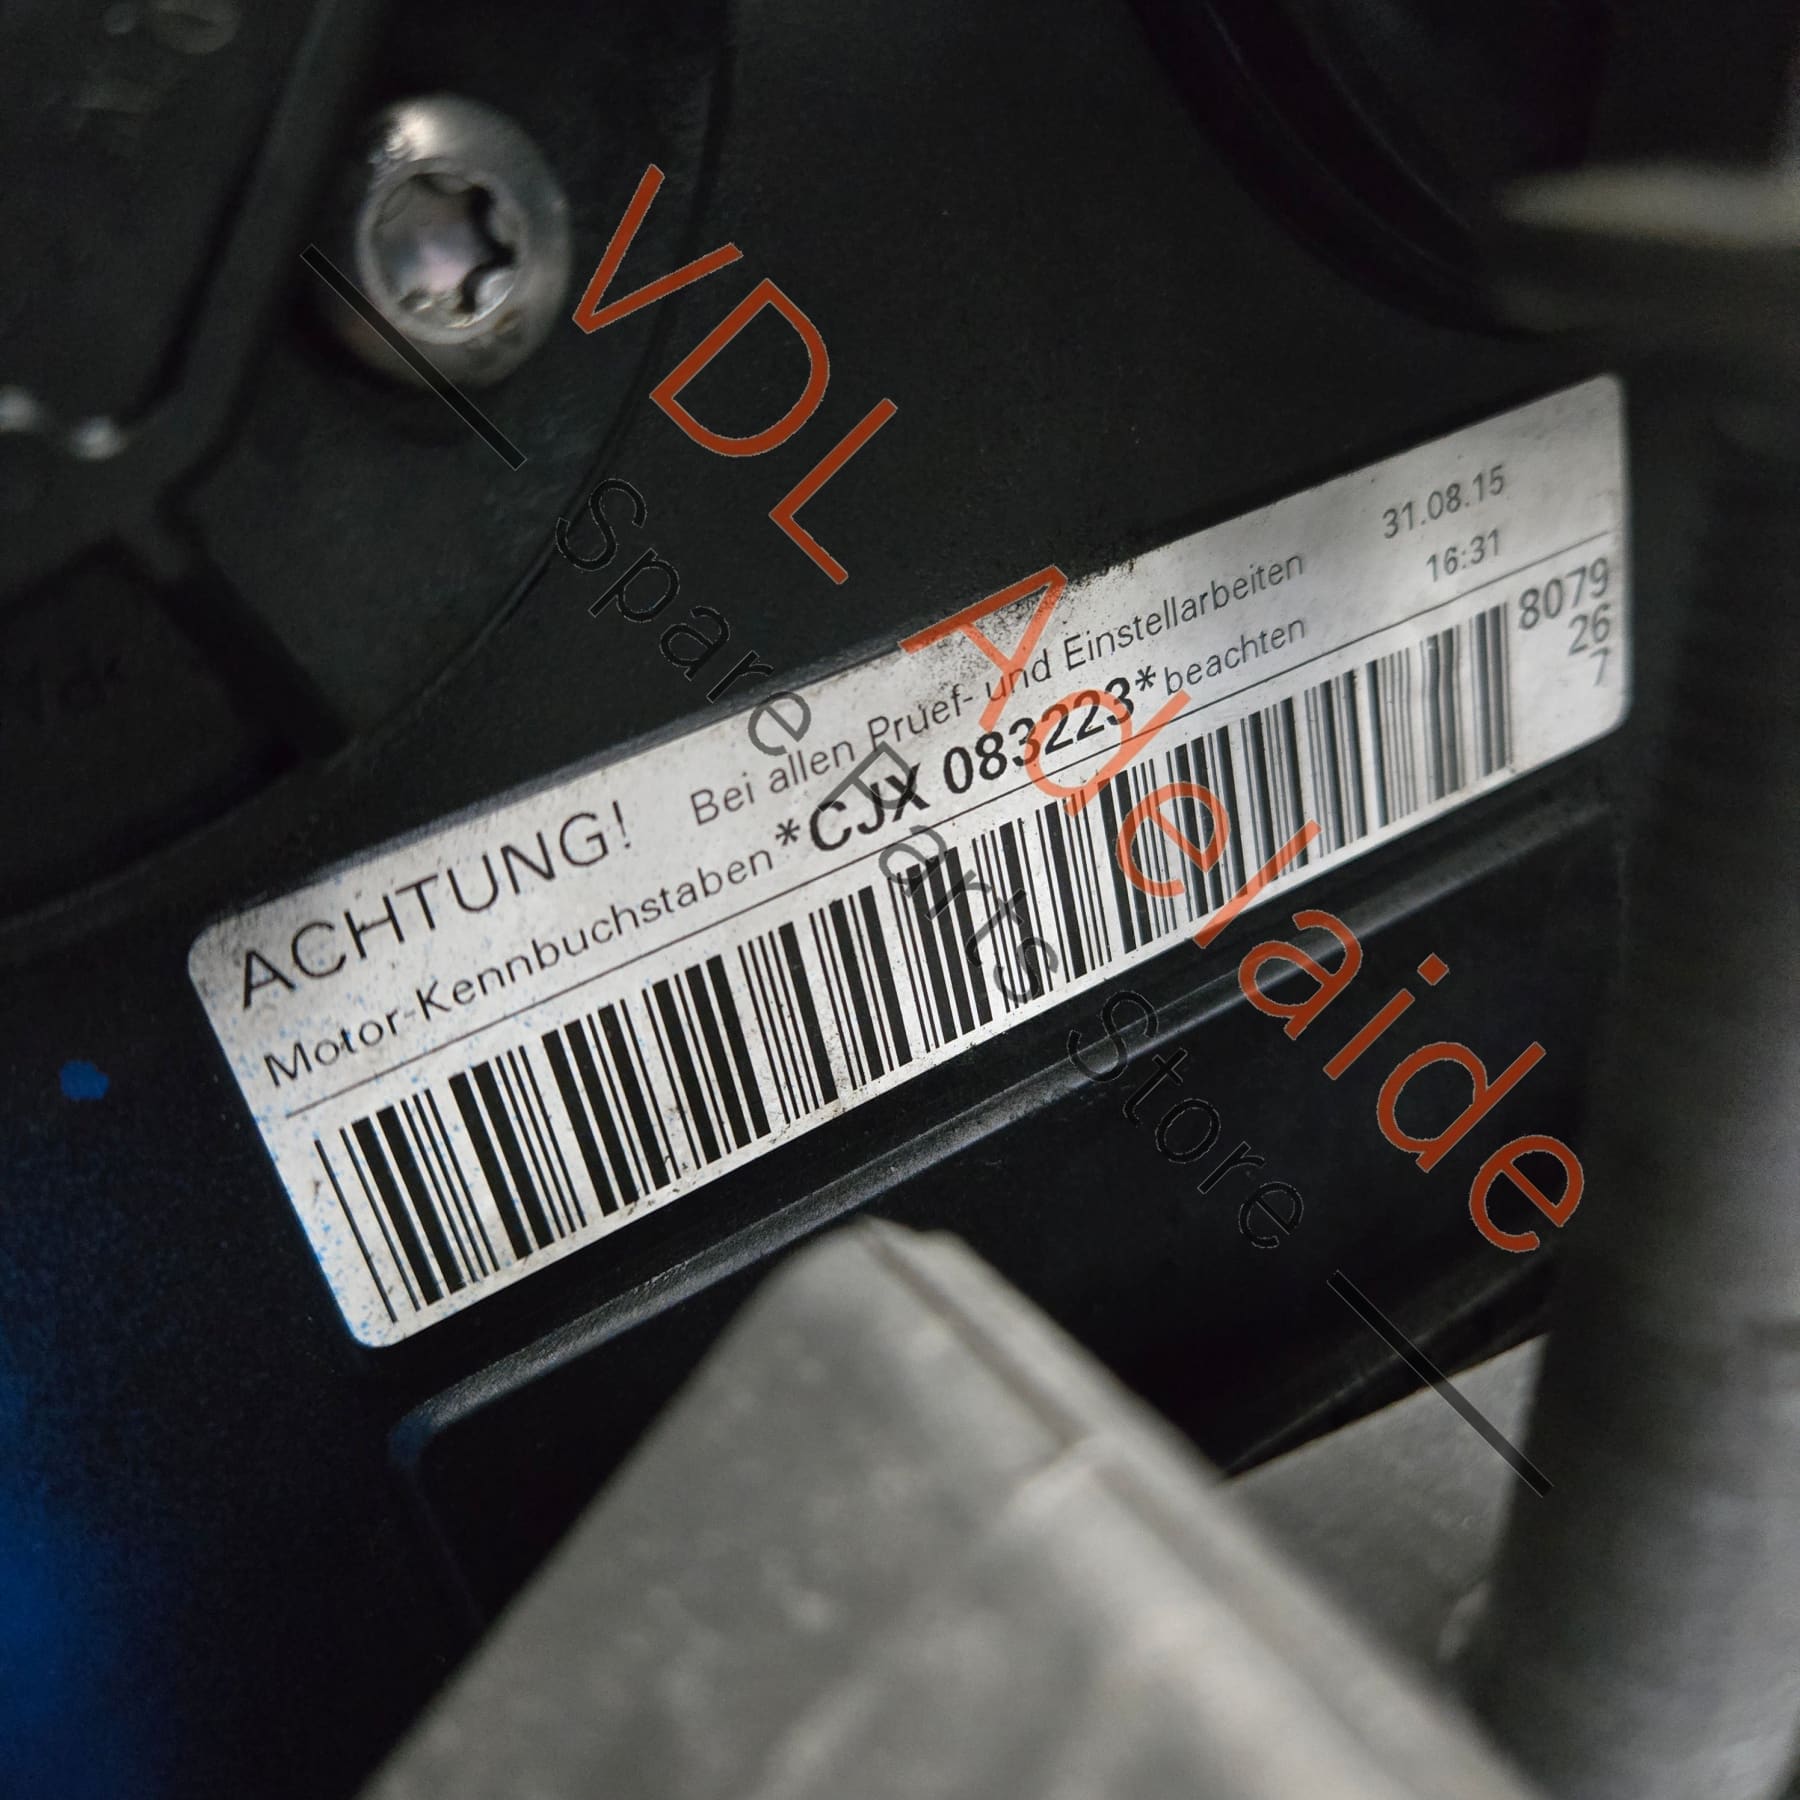 ACHTUNG! Bei allen Pruef- und Einstellarbeiten 31.08.15
Motor-Kennbuchstaben *CJX 083223* beachten 16:31
8079
26
7
VDL Adelaide
| Spare Parts Store |